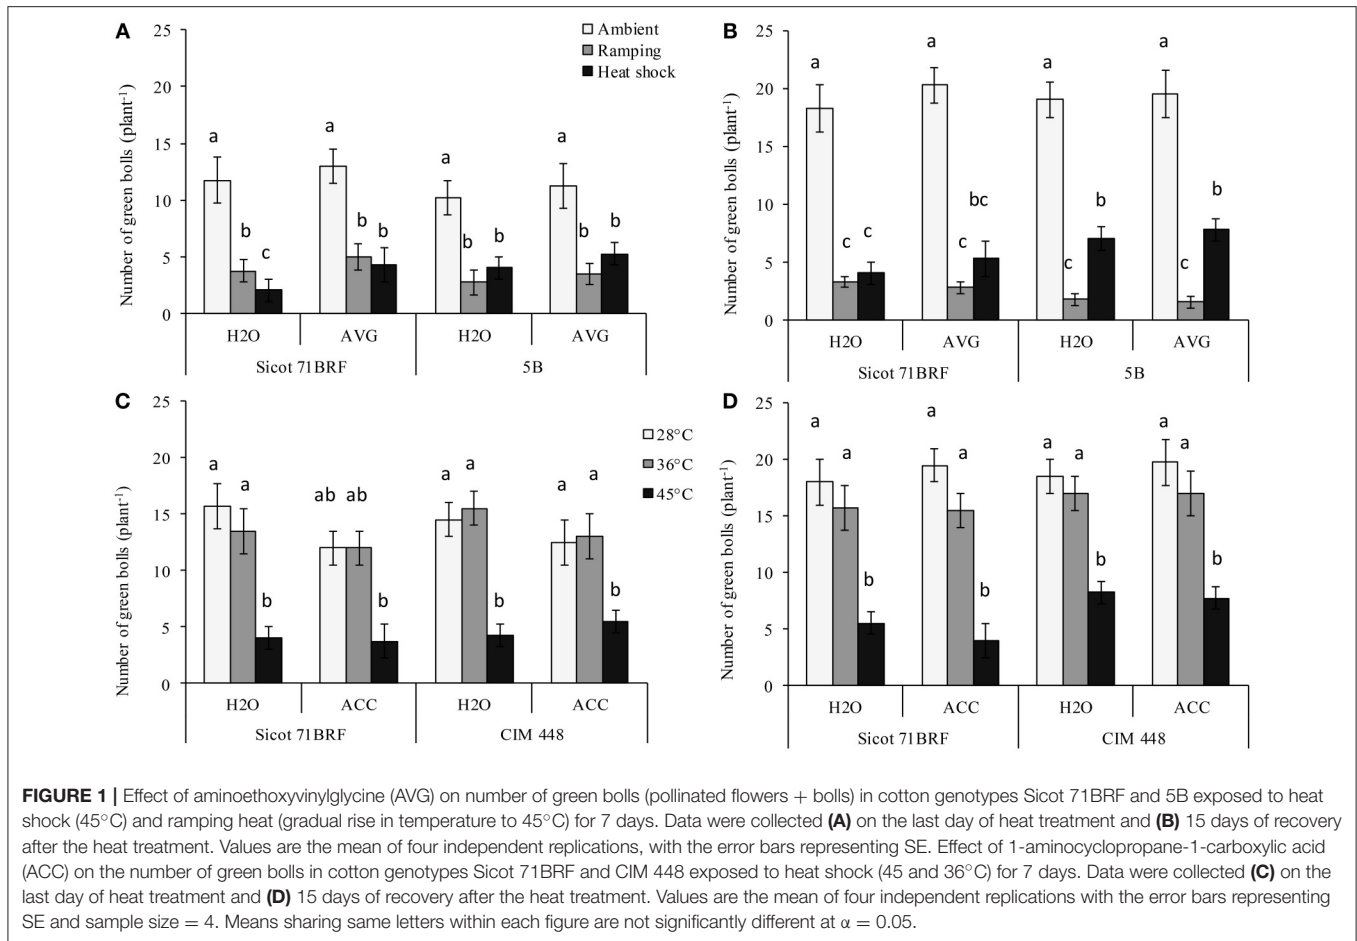 A
25
20
15
10
5
0
Number of green bolls (plant-1)
Ambient
Ramping
Heat shock
a
b
c
a
b
b
a
b
b
a
b
b
H2O
AVG
H2O
AVG
Sicot 71BRF
5B
B
25
20
15
10
5
0
Number of green bolls (plant-1)
a
c
c
a
c
bc
a
c
b
a
c
b
H2O
AVG
H2O
AVG
Sicot 71BRF
5B
C
25
20
15
10
5
0
Number of green bolls (plant-1)
28°C
36°C
45°C
a
a
b
ab
ab
b
a
a
b
a
a
b
H2O
ACC
H2O
ACC
Sicot 71BRF
CIM 448
D
25
20
15
10
5
0
Number of green bolls (plant-1)
a
a
b
a
a
b
a
a
b
a
a
b
H2O
ACC
H2O
ACC
Sicot 71BRF
CIM 448
FIGURE 1 | Effect of aminoethoxyvinylglycine (AVG) on number of green bolls (pollinated flowers + bolls) in cotton genotypes Sicot 71BRF and 5B exposed to heat
shock (45°C) and ramping heat (gradual rise in temperature to 45°C) for 7 days. Data were collected (A) on the last day of heat treatment and (B) 15 days of recovery
after the heat treatment. Values are the mean of four independent replications, with the error bars representing SE. Effect of 1-aminocyclopropane-1-carboxylic acid
(ACC) on the number of green bolls in cotton genotypes Sicot 71BRF and CIM 448 exposed to heat shock (45 and 36°C) for 7 days. Data were collected (C) on the
last day of heat treatment and (D) 15 days of recovery after the heat treatment. Values are the mean of four independent replications with the error bars representing
SE and sample size = 4. Means sharing same letters within each figure are not significantly different at α = 0.05.